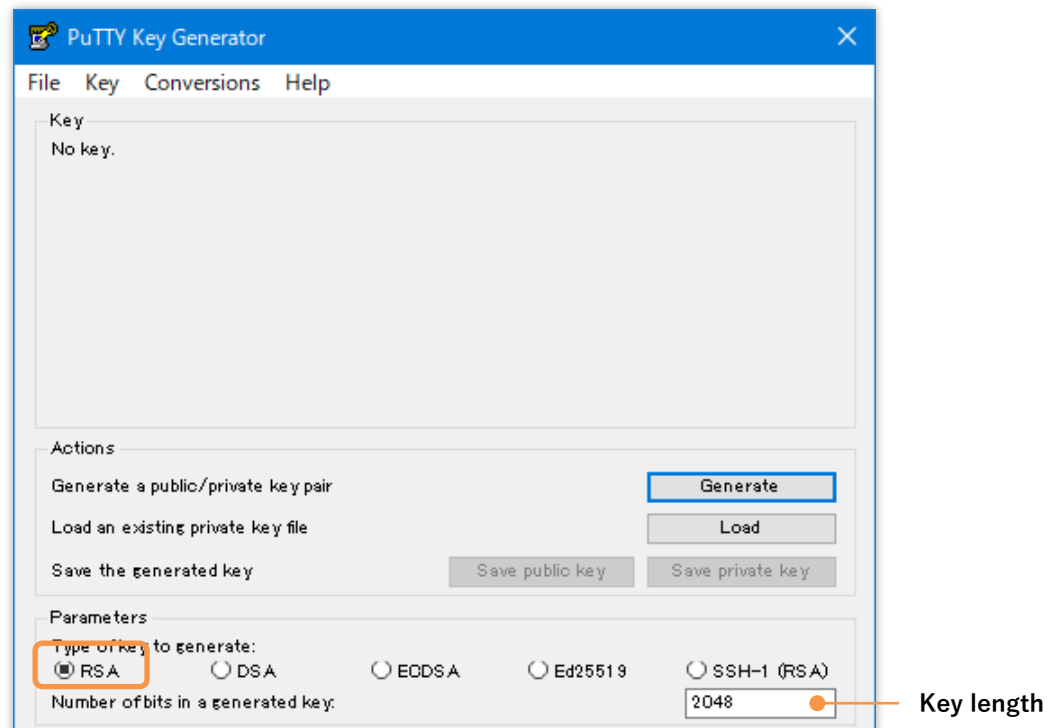 PuTTY Key Generator
File Key Conversions Help
Key
No key.
Actions
Generate a public/private key pair Generate
Load an existing private key file Load
Save the generated key Save public key Save private key
Parameters
Type of key to generate:
RSA DSA ECDSA Ed25519 SSH-1 (RSA)
Number of bits in a generated key: 2048 Key length